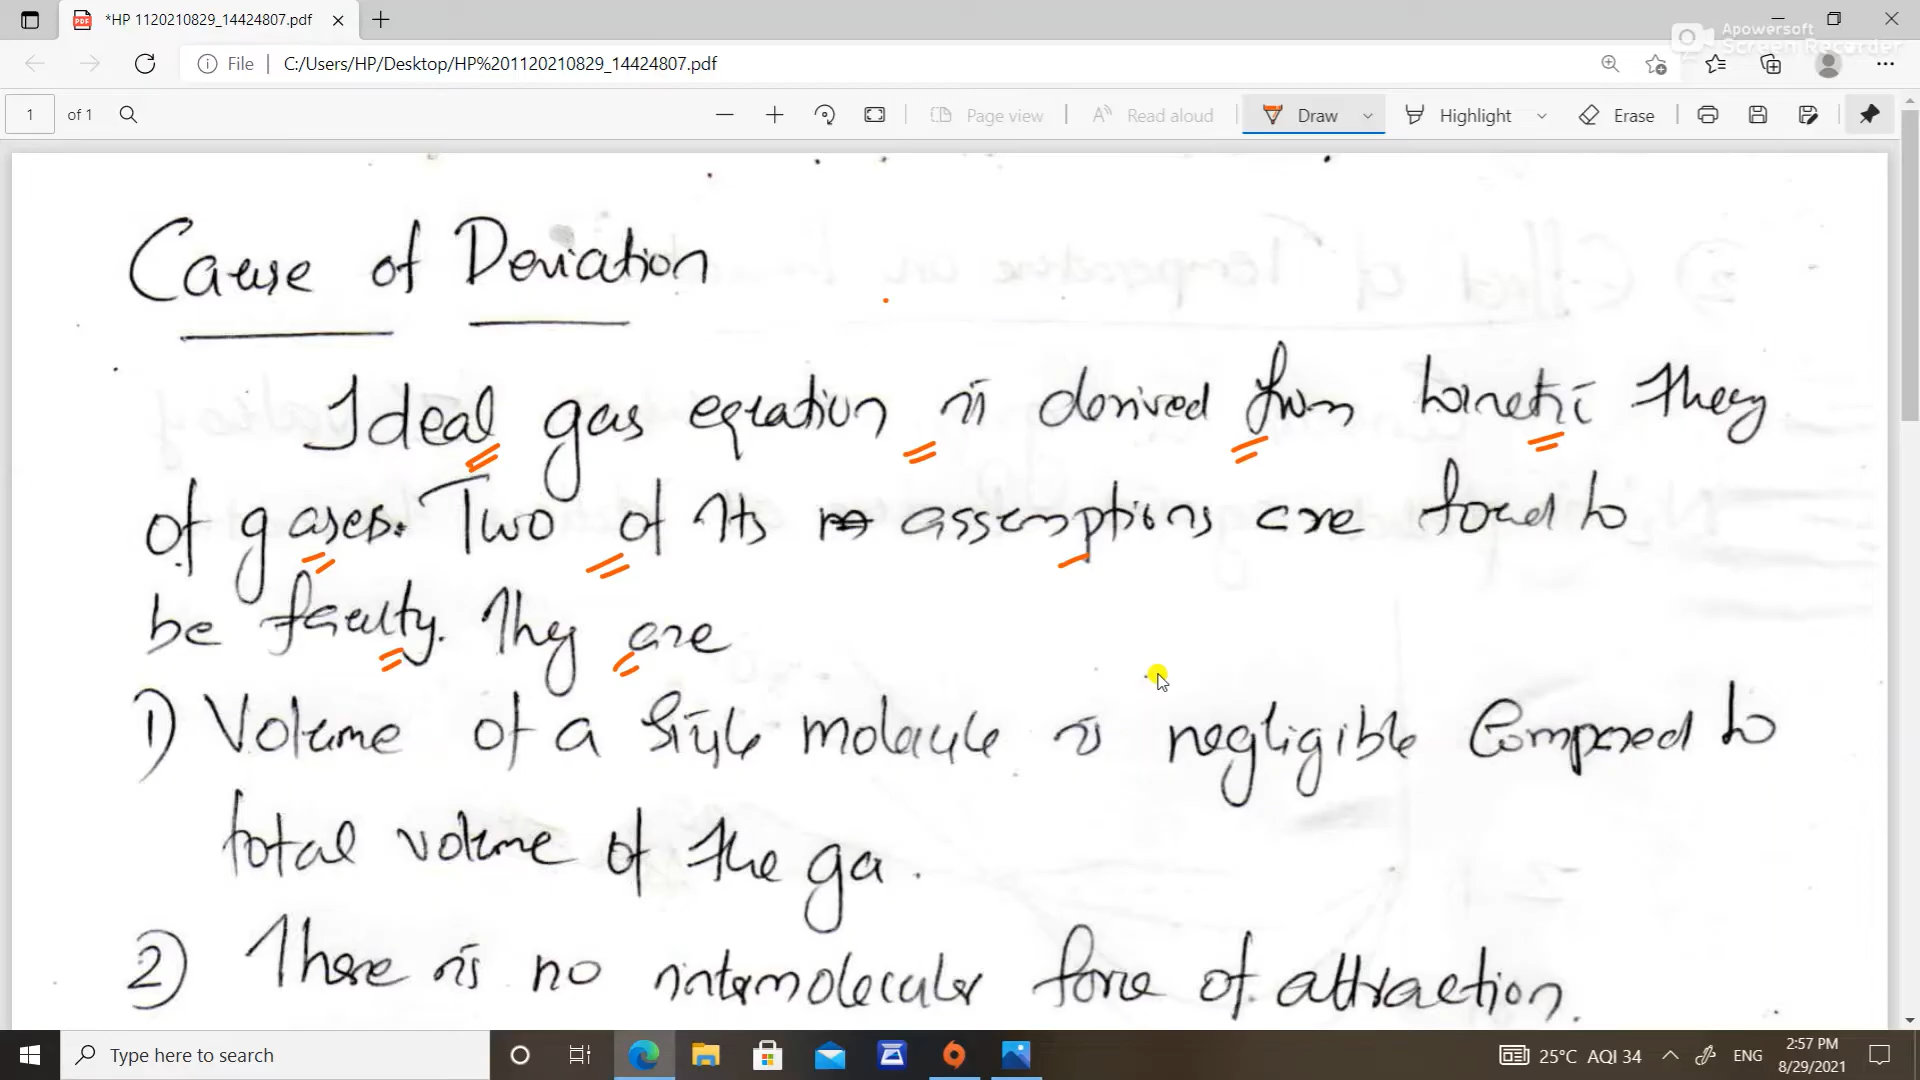 *HP 1120210829_14424807.pdf
Apowersoft
ScreenRecorder
File
C:/Users/HP/Desktop/HP%201120210829_14424807.pdf
1 of 1
Page view
Read aloud
Draw
Highlight
Erase
Cause of Deviation
Ideal gas equation is derived from kinetic theory
of gases. Two of its assumptions are found to
be faculty. They are
1) Volume of a single molecule is negligible compared to
total volume of the ga.
2) There is no intermolecular force of attraction.
Type here to search
25°C AQI 34
ENG
2:57 PM
8/29/2021